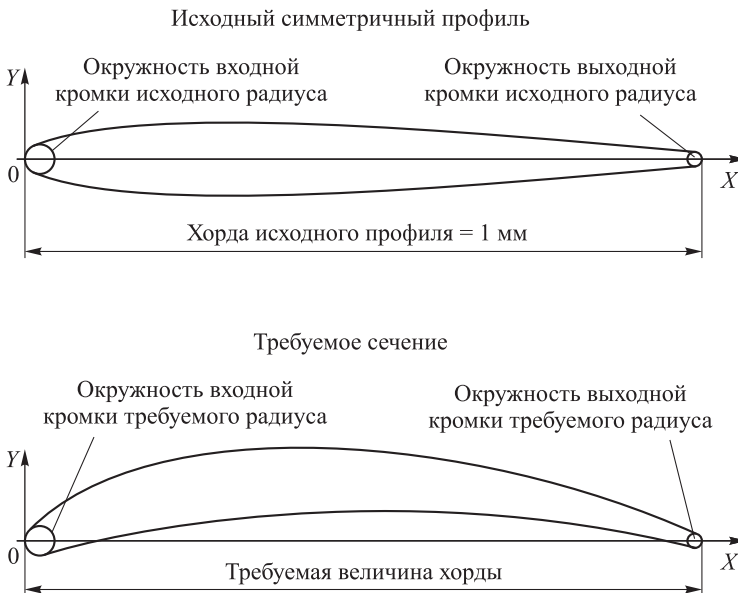 Исходный симметричный профиль
Окружность входной
кромки исходного радиуса
Окружность выходной
кромки исходного радиуса
Y
0
X
Хорда исходного профиля = 1 мм
Требуемое сечение
Окружность входной
кромки требуемого радиуса
Окружность выходной
кромки требуемого радиуса
Y
0
X
Требуемая величина хорды